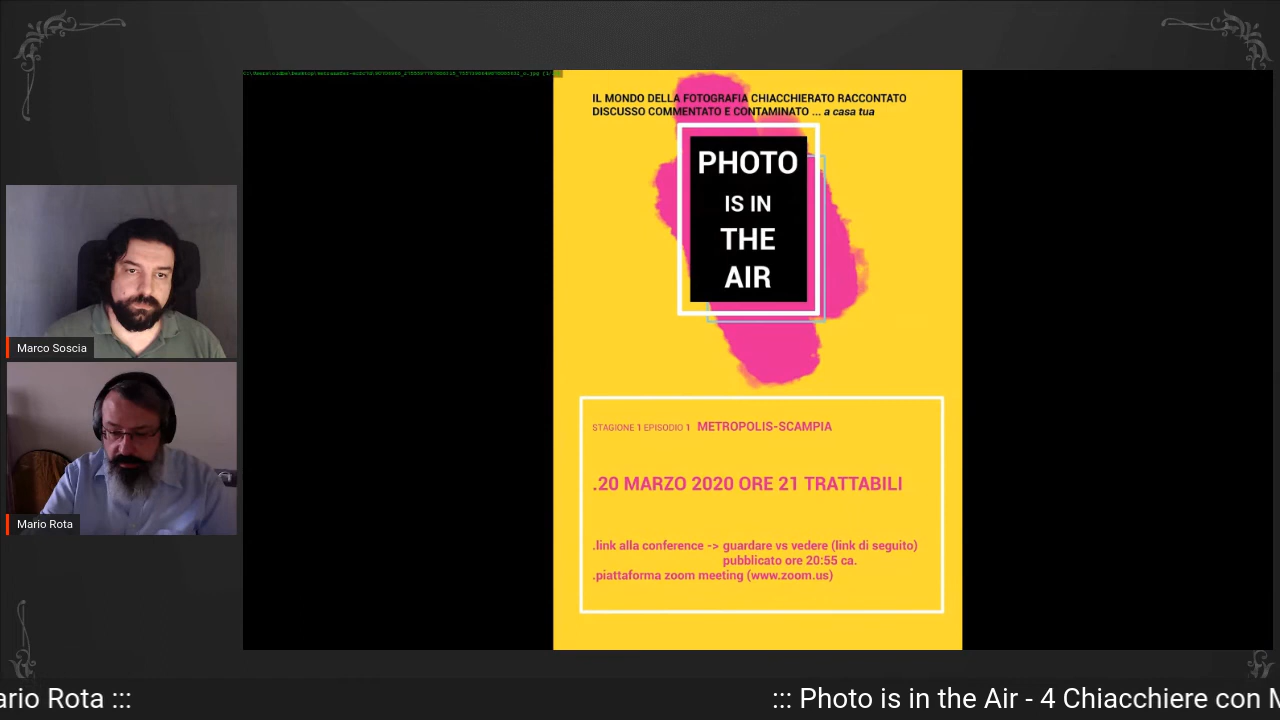 IL MONDO DELLA FOTOGRAFIA CHIACCHIERATO RACCONTATO
DISCUSSO COMMENTATO E CONTAMINATO ... a casa tua
PHOTO
IS IN
THE
AIR
Marco Soscia
Mario Rota
STAGIONE 1 EPISODIO 1 METROPOLIS-SCAMPIA
.20 MARZO 2020 ORE 21 TRATTABILI
.link alla conference -> guardare vs vedere (link di seguito)
pubblicato ore 20:55 ca.
.piattaforma zoom meeting (www.zoom.us)
ario Rota ::: ::: Photo is in the Air - 4 Chiacchiere con M